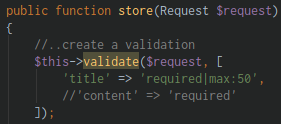 public function store(Request $request)
{
    //..create a validation
    $this->validate($request, [
        'title' => 'required|max:50',
        //'content' => 'required'
    ]);